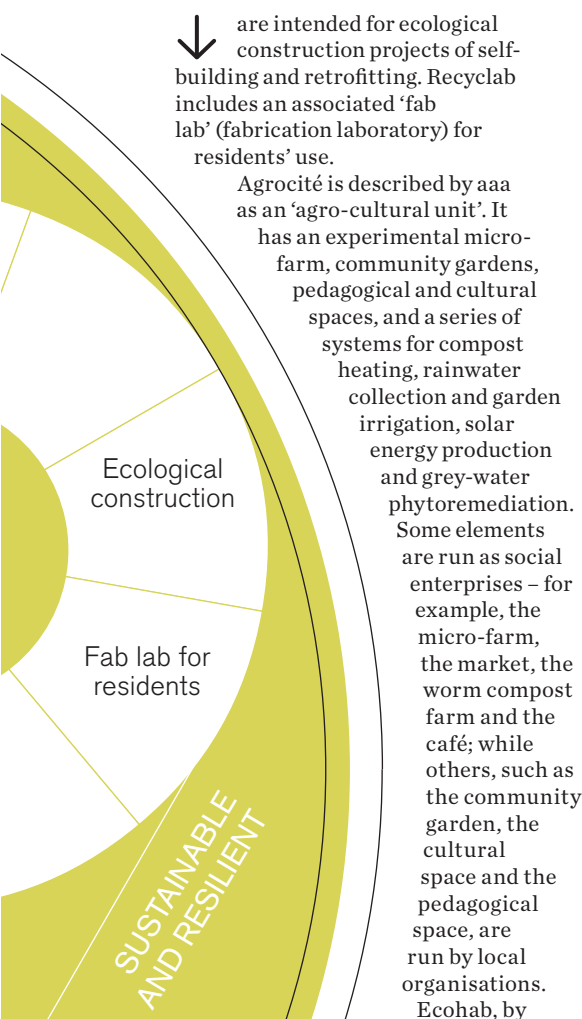 are intended for ecological
construction projects of self-
building and retrofitting. Recyclab
includes an associated ‘fab
lab’ (fabrication laboratory) for
residents’ use.
Agrocité is described by aaa
as an ‘agro-cultural unit’. It
has an experimental micro-
farm, community gardens,
pedagogical and cultural
spaces, and a series of
systems for compost
heating, rainwater
collection and garden
irrigation, solar
energy production
and grey-water
phytoremediation.
Some elements
are run as social
enterprises – for
example, the
micro-farm,
the market, the
worm compost
farm and the
café; while
others, such as
the community
garden, the
cultural
space and the
pedagogical
space, are
run by local
organisations.
Ecohab, by
Ecological
construction
Fab lab for
residents
SUSTAINABLE
AND RESILIENT